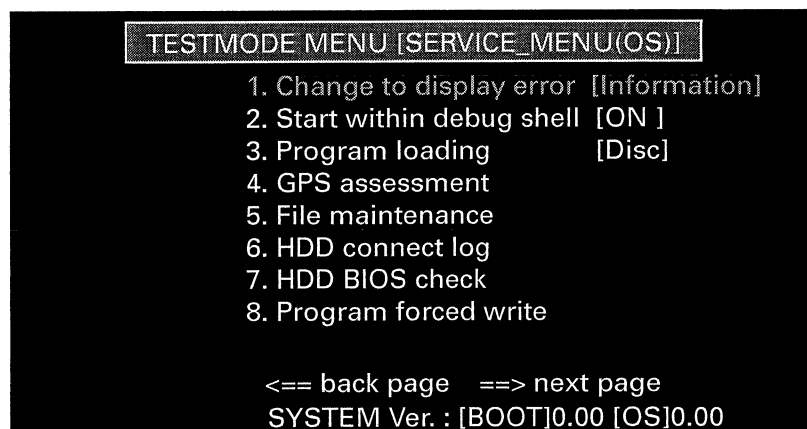 TESTMODE MENU [SERVICE_MENU(OS)]
1. Change to display error [Information]
2. Start within debug shell [ON ]
3. Program loading [Disc]
4. GPS assessment
5. File maintenance
6. HDD connect log
7. HDD BIOS check
8. Program forced write
<== back page ==> next page
SYSTEM Ver. : [BOOT]0.00 [OS]0.00